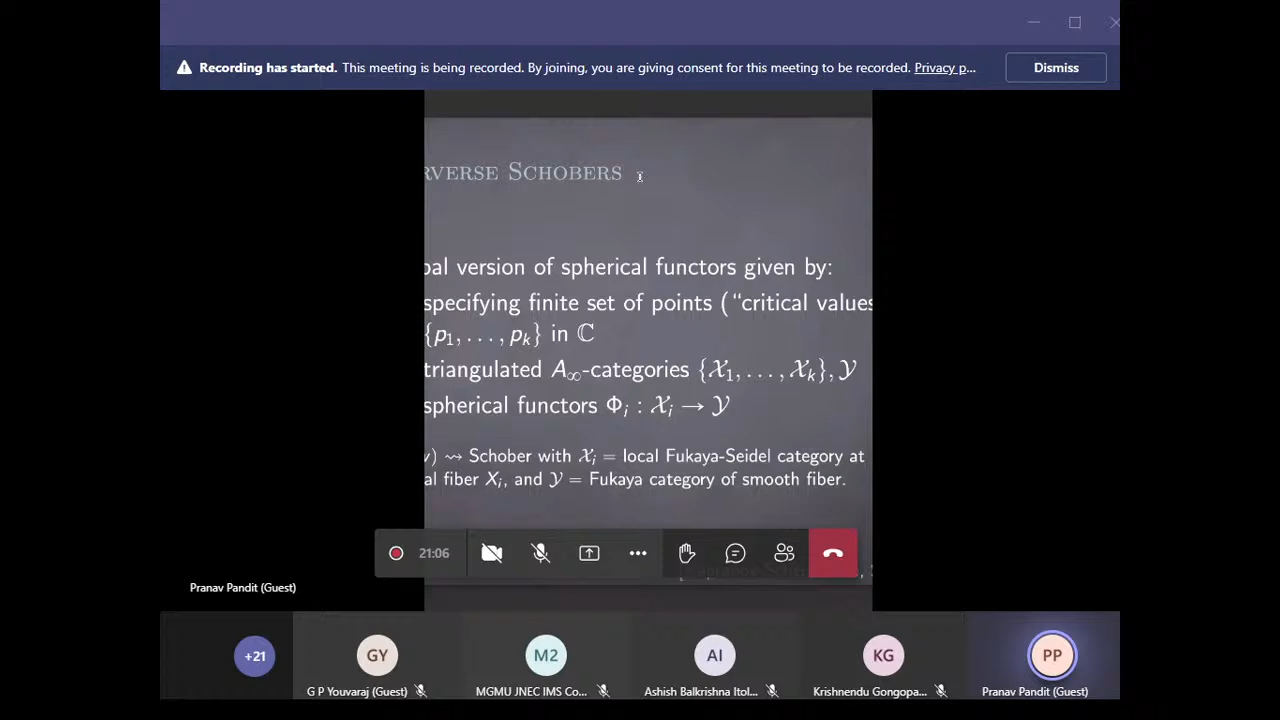 Recording has started. This meeting is being recorded. By joining, you are giving consent for this meeting to be recorded. Privacy p... Dismiss
RVERSE SCHOBERS
bal version of spherical functors given by:
specifying finite set of points (“critical values
{p₁, . . . , pₖ} in ℂ
triangulated A∞-categories {𝒳₁, . . . , 𝒳ₖ}, 𝒴
spherical functors Φᵢ : 𝒳ᵢ → 𝒴
v) ⇝ Schober with 𝒳ᵢ = local Fukaya-Seidel category at
al fiber Xᵢ, and 𝒴 = Fukaya category of smooth fiber.
21:06
Pranav Pandit (Guest)
+21 GY M2 AI KG PP
G P Youvaraj (Guest) MGMU JNEC IMS Co... Ashish Balkrishna Itol... Krishnendu Gongopa... Pranav Pandit (Guest)